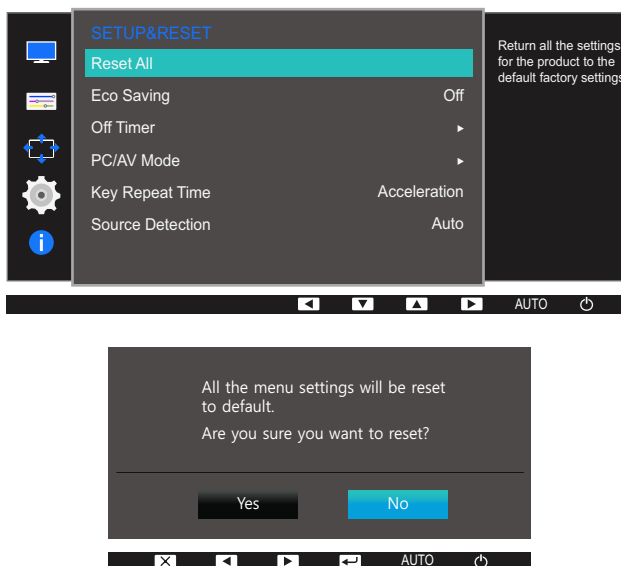 SETUP&RESET
Reset All
Eco Saving Off
Off Timer
PC/AV Mode
Key Repeat Time Acceleration
Source Detection Auto
Return all the settings
for the product to the
default factory settings
AUTO
All the menu settings will be reset
to default.
Are you sure you want to reset?
Yes No
AUTO